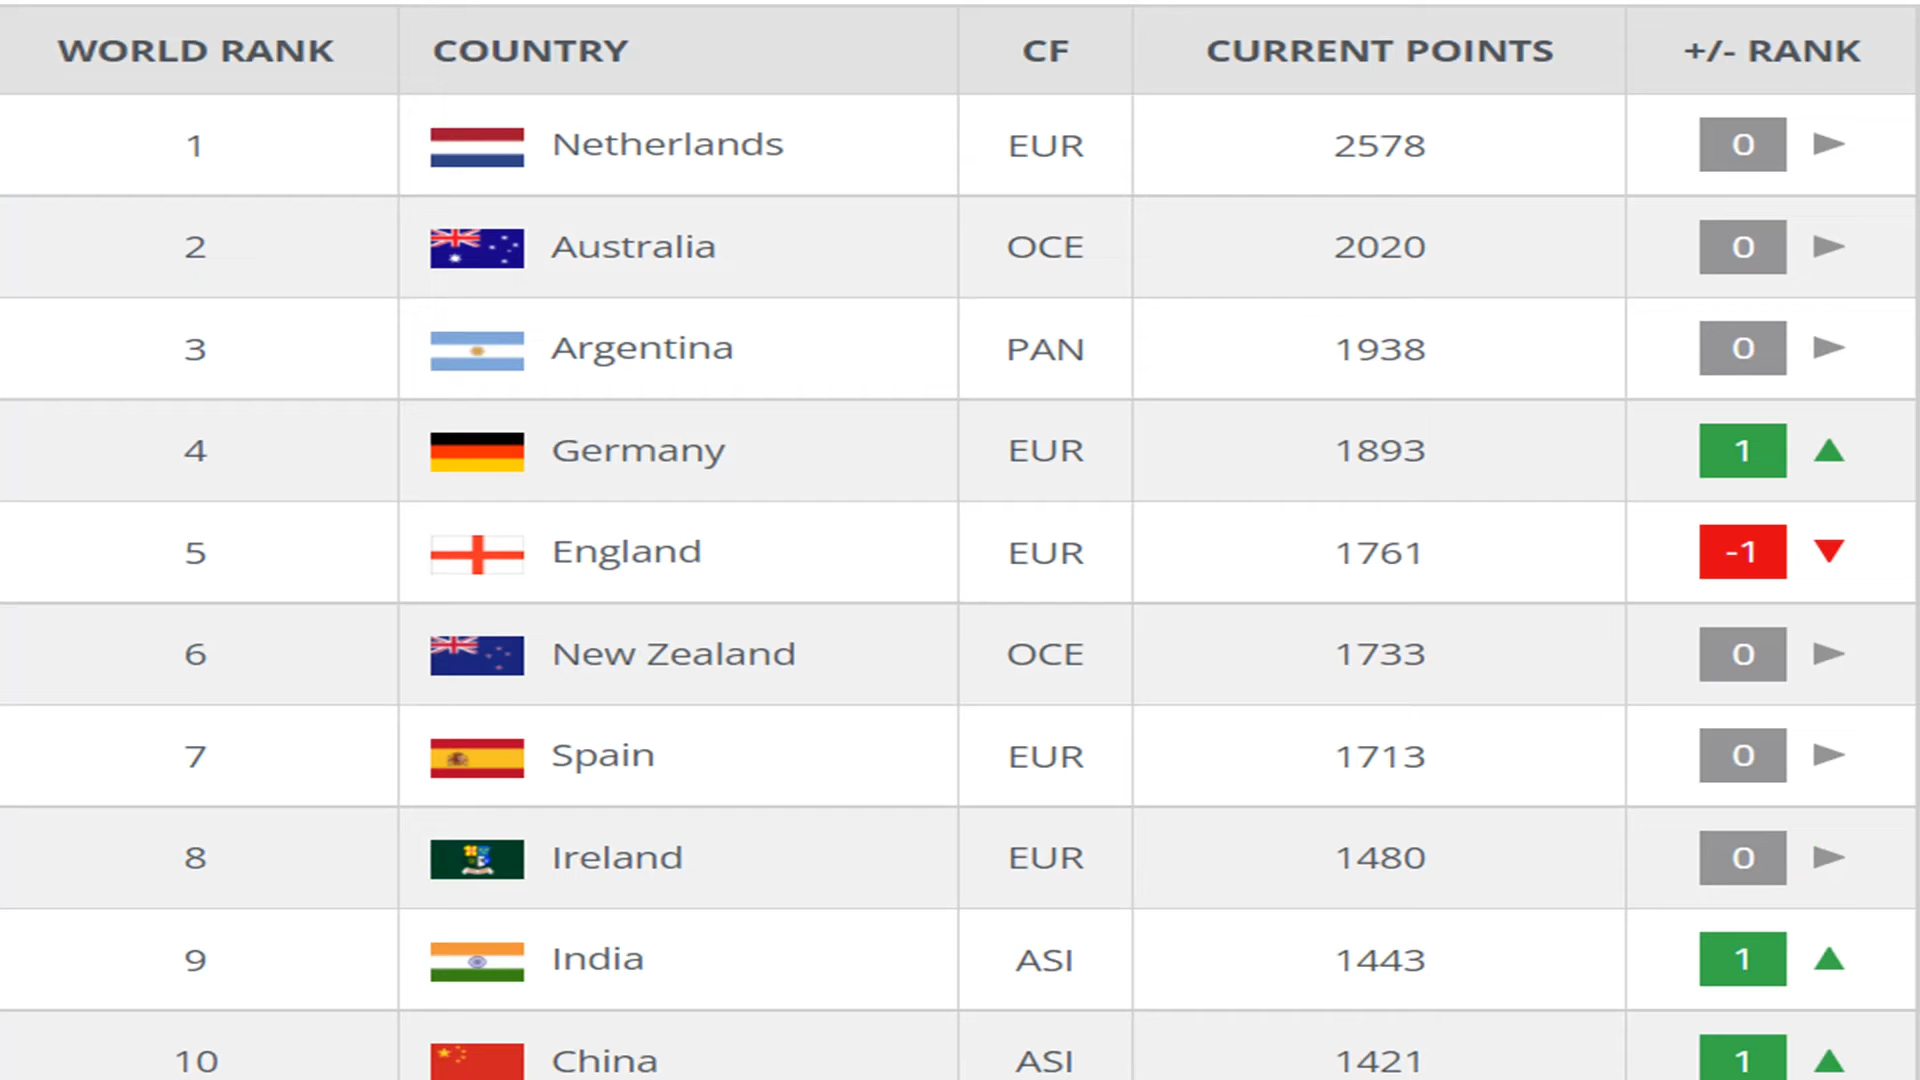 WORLD RANK COUNTRY CF CURRENT POINTS +/- RANK
1 Netherlands EUR 2578 0
2 Australia OCE 2020 0
3 Argentina PAN 1938 0
4 Germany EUR 1893 1
5 England EUR 1761 -1
6 New Zealand OCE 1733 0
7 Spain EUR 1713 0
8 Ireland EUR 1480 0
9 India ASI 1443 1
10 China ASI 1421 1